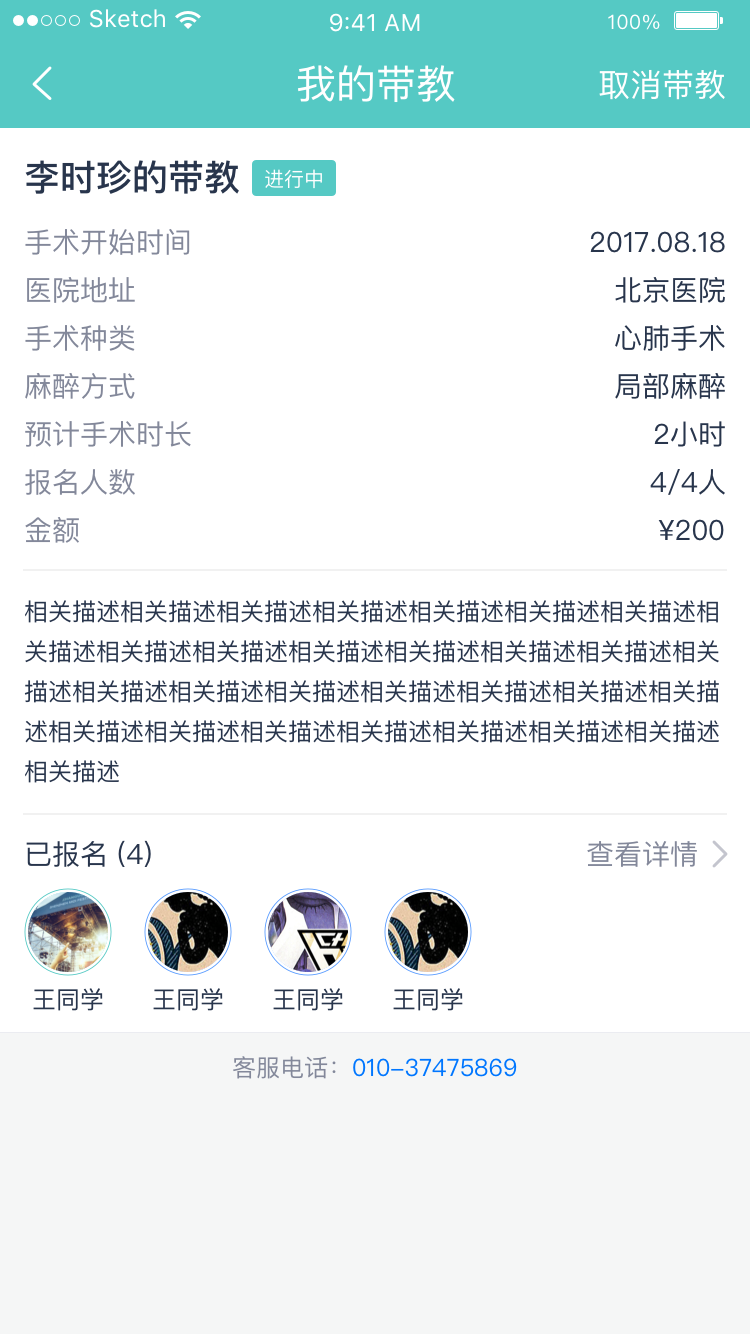 Sketch 9:41 AM 100%
我的带教 取消带教
李时珍的带教 进行中
手术开始时间 2017.08.18
医院地址 北京医院
手术种类 心肺手术
麻醉方式 局部麻醉
预计手术时长 2小时
报名人数 4/4人
金额 ¥200
相关描述相关描述相关描述相关描述相关描述相关描述相关描述相
关描述相关描述相关描述相关描述相关描述相关描述相关描述相关
描述相关描述相关描述相关描述相关描述相关描述相关描述相关描
述相关描述相关描述相关描述相关描述相关描述相关描述相关描述
相关描述
已报名 (4) 查看详情
王同学 王同学 王同学 王同学
客服电话：010–37475869